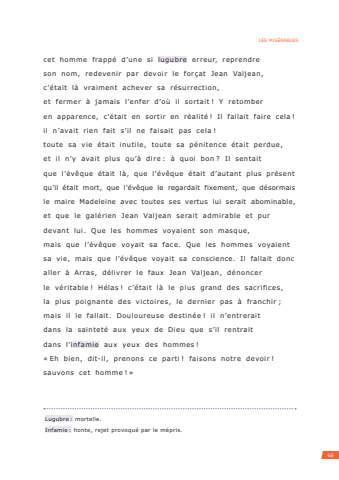 LES MISÉRABLES
cet homme frappé d'une si lugubre erreur, reprendre
son nom, redevenir par devoir le forçat Jean Valjean,
c'était là vraiment achever sa résurrection,
et fermer à jamais l'enfer d'où il sortait ! Y retomber
en apparence, c'était en sortir en réalité ! Il fallait faire cela !
il n'avait rien fait s'il ne faisait pas cela !
toute sa vie était inutile, toute sa pénitence était perdue,
et il n'y avait plus qu'à dire : à quoi bon ? Il sentait
que l'évêque était là, que l'évêque était d'autant plus présent
qu'il était mort, que l'évêque le regardait fixement, que désormais
le maire Madeleine avec toutes ses vertus lui serait abominable,
et que le galérien Jean Valjean serait admirable et pur
devant lui. Que les hommes voyaient son masque,
mais que l'évêque voyait sa face. Que les hommes voyaient
sa vie, mais que l'évêque voyait sa conscience. Il fallait donc
aller à Arras, délivrer le faux Jean Valjean, dénoncer
le véritable ! Hélas ! c'était là le plus grand des sacrifices,
la plus poignante des victoires, le dernier pas à franchir ;
mais il le fallait. Douloureuse destinée ! il n'entrerait
dans la sainteté aux yeux de Dieu que s'il rentrait
dans l'infamie aux yeux des hommes !
« Eh bien, dit-il, prenons ce parti ! faisons notre devoir !
sauvons cet homme ! »
Lugubre : mortelle.
Infamie : honte, rejet provoqué par le mépris.